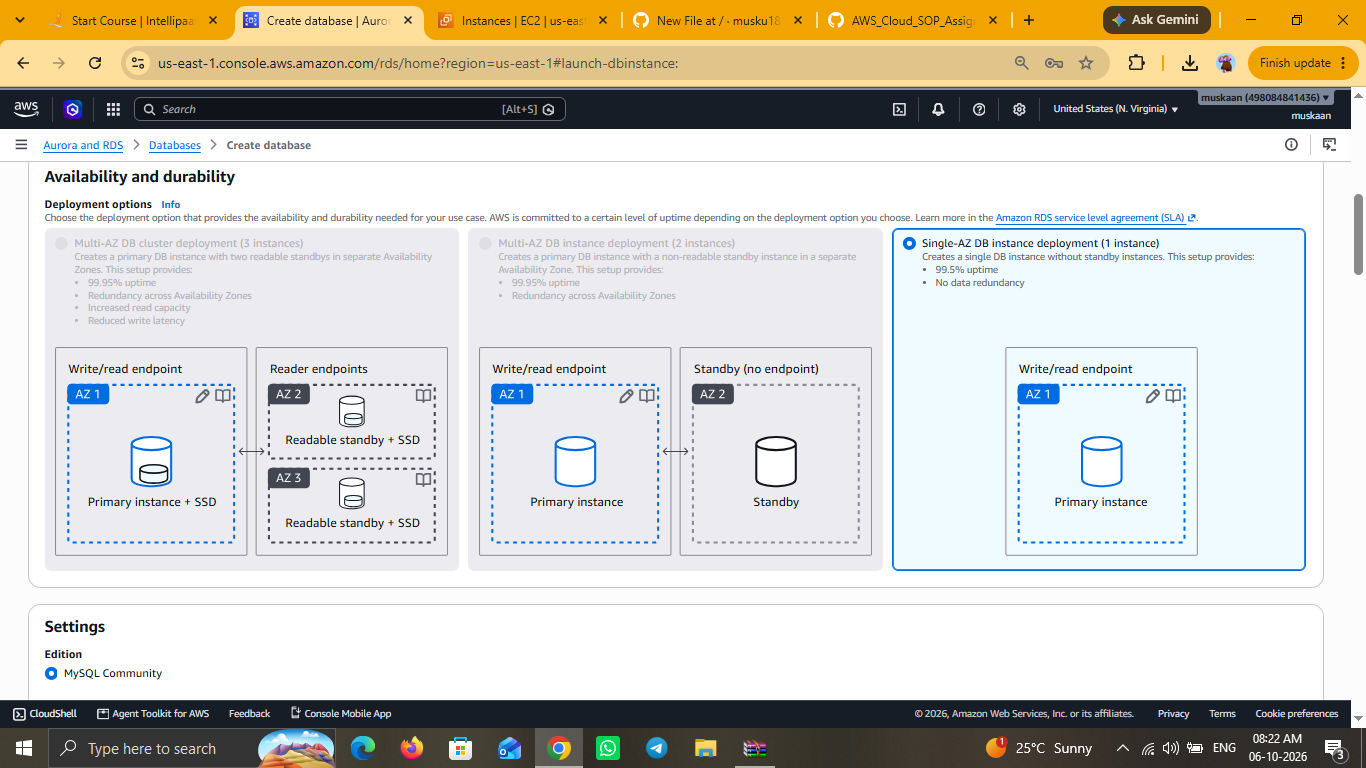 Start Course | Intellipaa
Create database | Auro
Instances | EC2 | us-eas
New File at / · musku18
AWS_Cloud_SOP_Assig
Ask Gemini
us-east-1.console.aws.amazon.com/rds/home?region=us-east-1#launch-dbinstance:
Finish update
aws
Search
[Alt+S]
United States (N. Virginia)
muskaan (498084841436)
muskaan
Aurora and RDS
Databases
Create database
Availability and durability
Deployment options Info
Choose the deployment option that provides the availability and durability needed for your use case. AWS is committed to a certain level of uptime depending on the deployment option you choose. Learn more in the Amazon RDS service level agreement (SLA).
Multi-AZ DB cluster deployment (3 instances)
Creates a primary DB instance with two readable standbys in separate Availability
Zones. This setup provides:
• 99.95% uptime
• Redundancy across Availability Zones
• Increased read capacity
• Reduced write latency
Write/read endpoint
AZ 1
Primary instance + SSD
Reader endpoints
AZ 2
Readable standby + SSD
AZ 3
Readable standby + SSD
Multi-AZ DB instance deployment (2 instances)
Creates a primary DB instance with a non-readable standby instance in a separate
Availability Zone. This setup provides:
• 99.95% uptime
• Redundancy across Availability Zones
Write/read endpoint
AZ 1
Primary instance
Standby (no endpoint)
AZ 2
Standby
Single-AZ DB instance deployment (1 instance)
Creates a single DB instance without standby instances. This setup provides:
• 99.5% uptime
• No data redundancy
Write/read endpoint
AZ 1
Primary instance
Settings
Edition
MySQL Community
CloudShell
Agent Toolkit for AWS
Feedback
Console Mobile App
© 2026, Amazon Web Services, Inc. or its affiliates.
Privacy
Terms
Cookie preferences
Type here to search
1
25°C Sunny
ENG
08:22 AM
06-10-2026
3